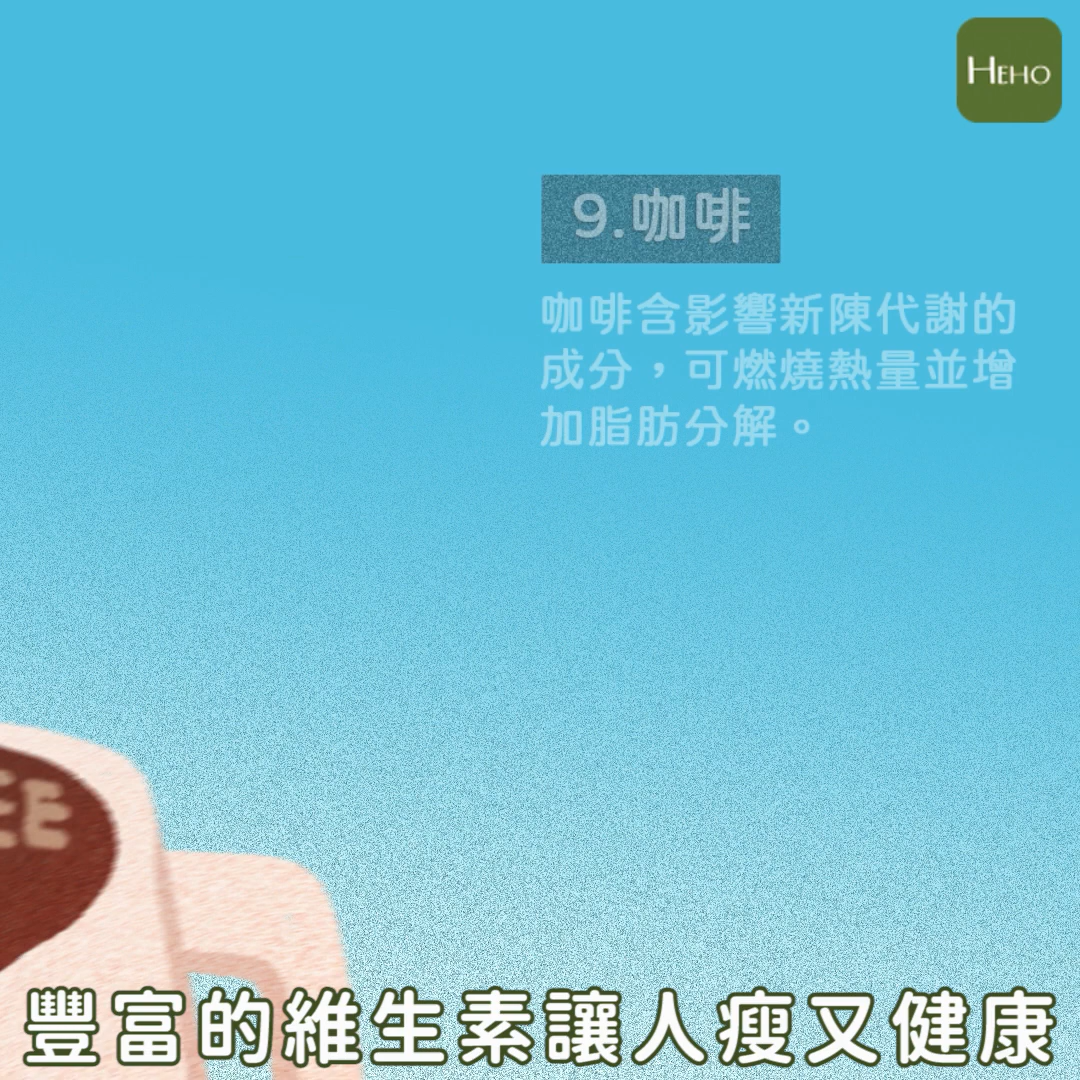 HEHO
9.咖啡
咖啡含影響新陳代謝的
成分，可燃燒熱量並增
加脂肪分解。
EE
豐富的維生素讓人瘦又健康